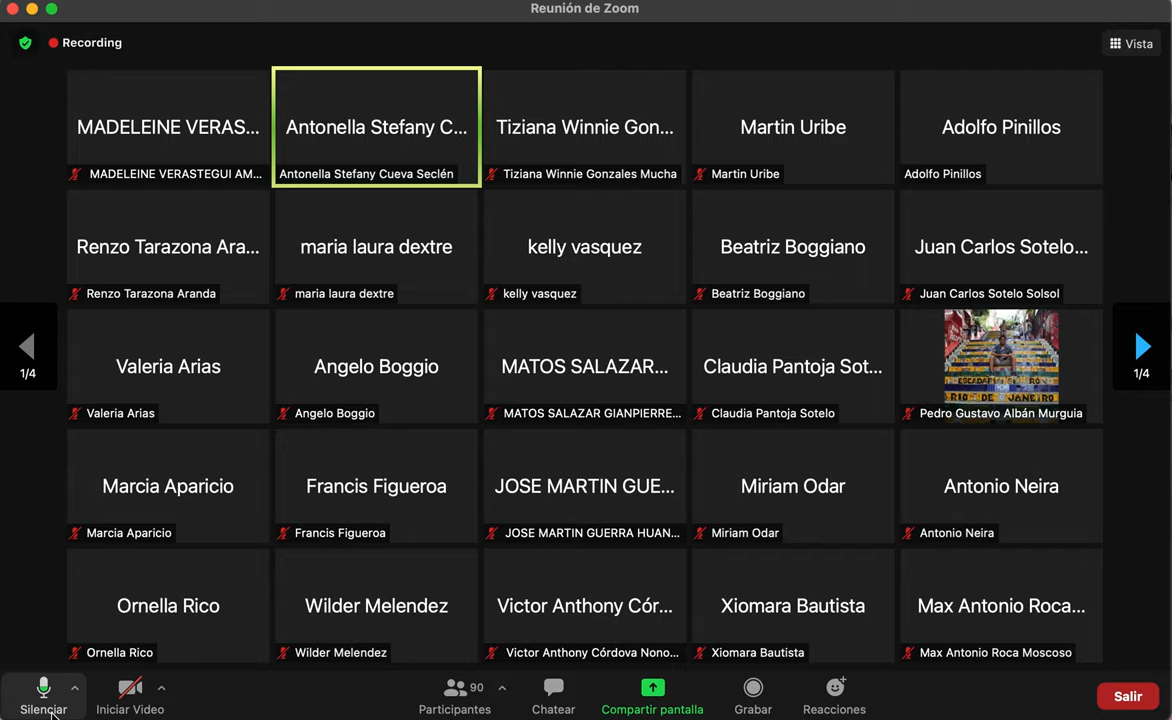 Reunión de Zoom
Recording
Vista
MADELEINE VERAS...
MADELEINE VERASTEGUI AM...
Antonella Stefany C...
Antonella Stefany Cueva Seclén
Tiziana Winnie Gon...
Tiziana Winnie Gonzales Mucha
Martin Uribe
Martin Uribe
Adolfo Pinillos
Adolfo Pinillos
Renzo Tarazona Ara...
Renzo Tarazona Aranda
maria laura dextre
maria laura dextre
kelly vasquez
kelly vasquez
Beatriz Boggiano
Beatriz Boggiano
Juan Carlos Sotelo...
Juan Carlos Sotelo Solsol
1/4
1/4
Valeria Arias
Valeria Arias
Angelo Boggio
Angelo Boggio
MATOS SALAZAR...
MATOS SALAZAR GIANPIERRE...
Claudia Pantoja Sot...
Claudia Pantoja Sotelo
RIO DE JANEIRO
Pedro Gustavo Albán Murguia
Marcia Aparicio
Marcia Aparicio
Francis Figueroa
Francis Figueroa
JOSE MARTIN GUE...
JOSE MARTIN GUERRA HUAN...
Miriam Odar
Miriam Odar
Antonio Neira
Antonio Neira
Ornella Rico
Ornella Rico
Wilder Melendez
Wilder Melendez
Victor Anthony Cór...
Victor Anthony Córdova Nono...
Xiomara Bautista
Xiomara Bautista
Max Antonio Roca...
Max Antonio Roca Moscoso
Silenciar
Iniciar Video
90
Participantes
Chatear
Compartir pantalla
Grabar
Reacciones
Salir